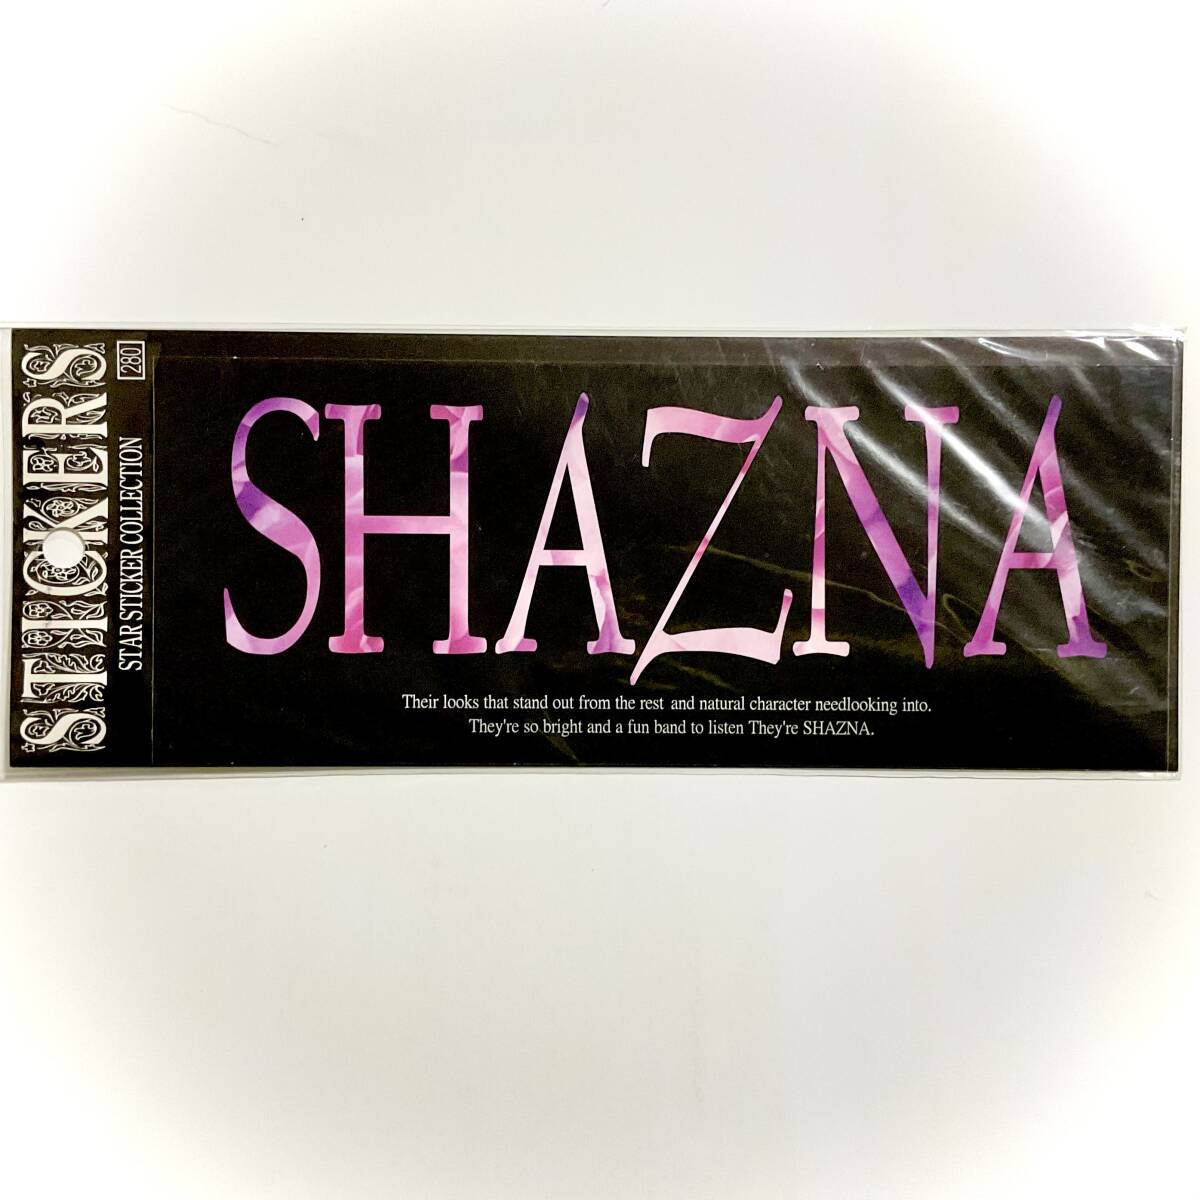 STICKERS
STAR STICKER COLLECTION
280
SHAZNA
Their looks that stand out from the rest and natural character needlooking into.
They're so bright and a fun band to listen They're SHAZNA.